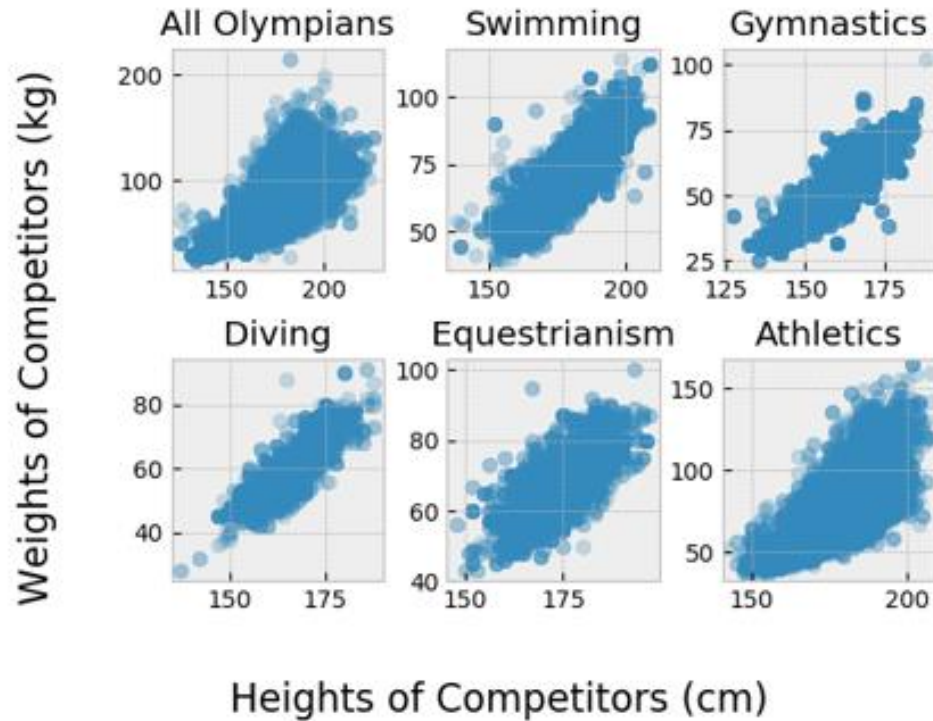 Weights of Competitors (kg)
All Olympians
200
100
150 200
Swimming
100
75
50
150 200
Gymnastics
100
75
50
25
125 150 175
Diving
80
60
40
150 175
Equestrianism
100
80
60
40
150 175
Athletics
150
100
50
150 200
Heights of Competitors (cm)